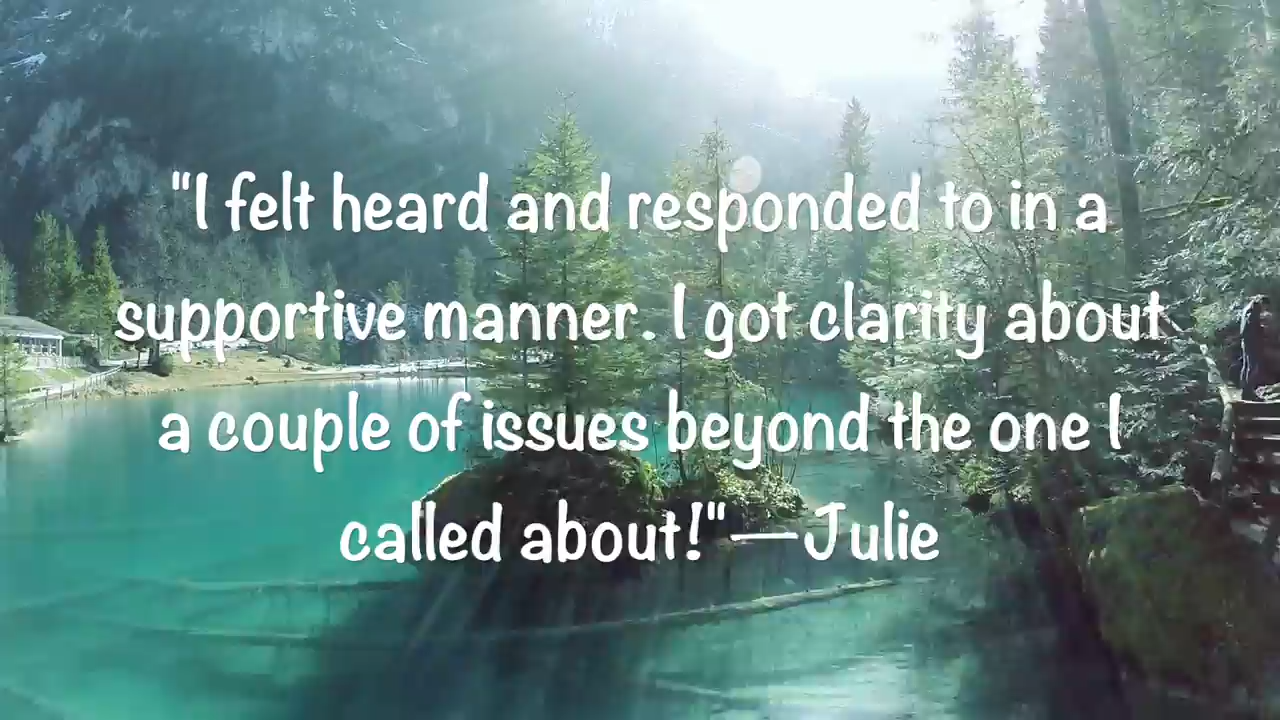 "I felt heard and responded to in a
supportive manner. I got clarity about
a couple of issues beyond the one I
called about!"—Julie